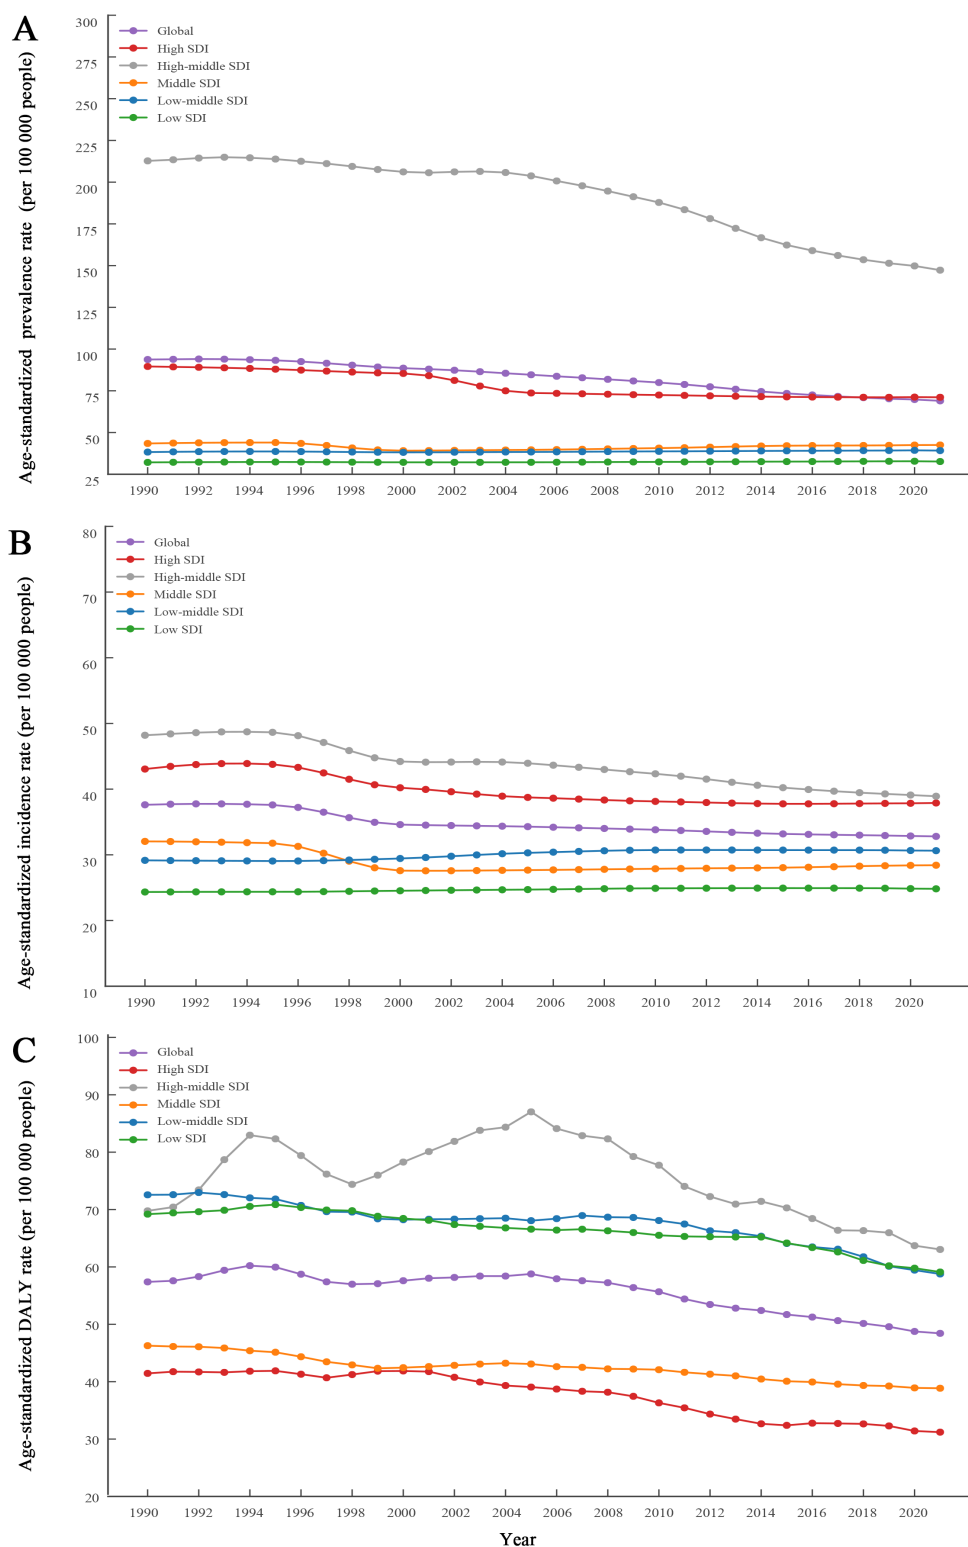 A
Age-standardized prevalence rate (per 100 000 people)
300
275
250
225
200
175
150
125
100
75
50
25
Global
High SDI
High-middle SDI
Middle SDI
Low-middle SDI
Low SDI
1990 1992 1994 1996 1998 2000 2002 2004 2006 2008 2010 2012 2014 2016 2018 2020
B
Age-standardized incidence rate (per 100 000 people)
80
70
60
50
40
30
20
10
Global
High SDI
High-middle SDI
Middle SDI
Low-middle SDI
Low SDI
1990 1992 1994 1996 1998 2000 2002 2004 2006 2008 2010 2012 2014 2016 2018 2020
C
Age-standardized DALY rate (per 100 000 people)
100
90
80
70
60
50
40
30
20
Global
High SDI
High-middle SDI
Middle SDI
Low-middle SDI
Low SDI
1990 1992 1994 1996 1998 2000 2002 2004 2006 2008 2010 2012 2014 2016 2018 2020
Year